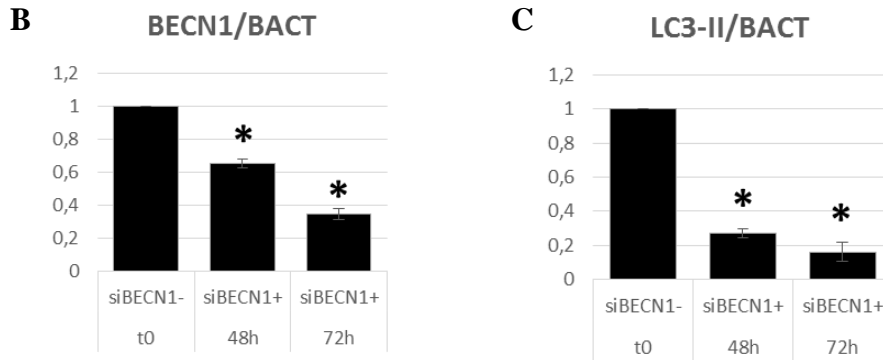 B
BECN1/BACT
1,2
1
0,8
0,6
0,4
0,2
0
*
*
siBECN1- siBECN1+ siBECN1+
t0 48h 72h
C
LC3-II/BACT
1,2
1
0,8
0,6
0,4
0,2
0
*
*
siBECN1- siBECN1+ siBECN1+
t0 48h 72h